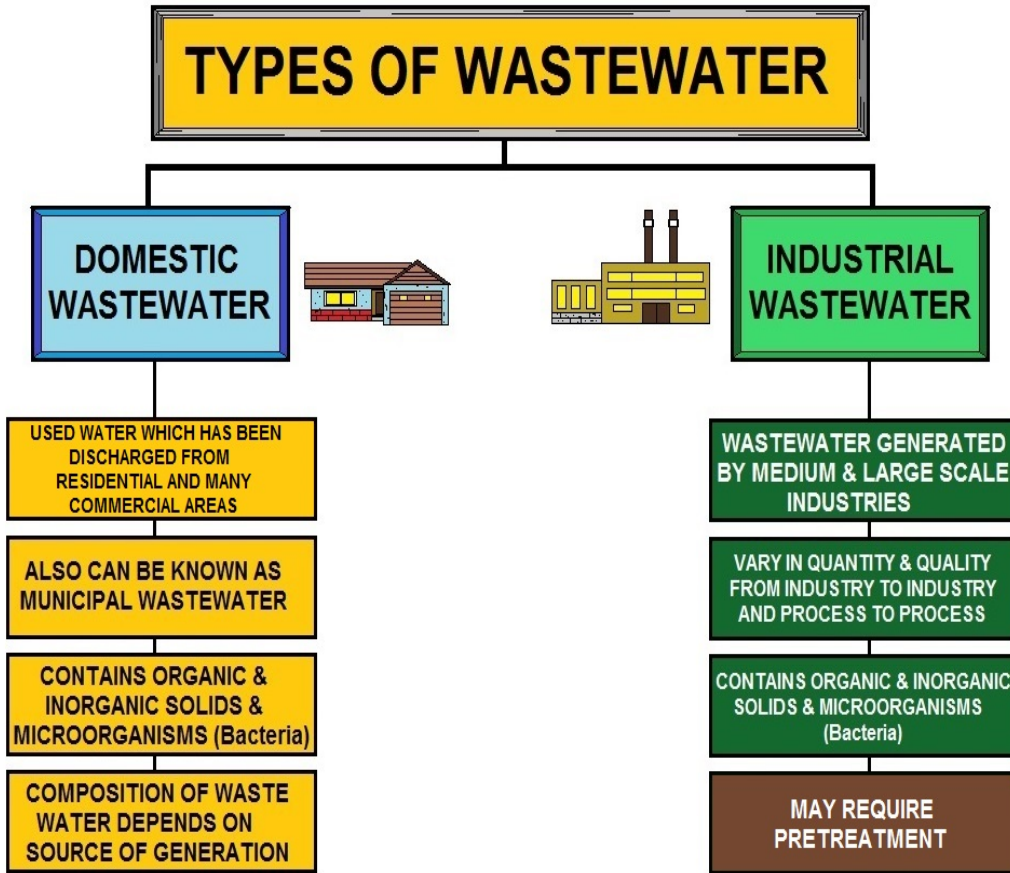 TYPES OF WASTEWATER
DOMESTIC
WASTEWATER
USED WATER WHICH HAS BEEN
DISCHARGED FROM
RESIDENTIAL AND MANY
COMMERCIAL AREAS
ALSO CAN BE KNOWN AS
MUNICIPAL WASTEWATER
CONTAINS ORGANIC &
INORGANIC SOLIDS &
MICROORGANISMS (Bacteria)
COMPOSITION OF WASTE
WATER DEPENDS ON
SOURCE OF GENERATION
INDUSTRIAL
WASTEWATER
WASTEWATER GENERATED
BY MEDIUM & LARGE SCALE
INDUSTRIES
VARY IN QUANTITY & QUALITY
FROM INDUSTRY TO INDUSTRY
AND PROCESS TO PROCESS
CONTAINS ORGANIC & INORGANIC
SOLIDS & MICROORGANISMS
(Bacteria)
MAY REQUIRE
PRETREATMENT